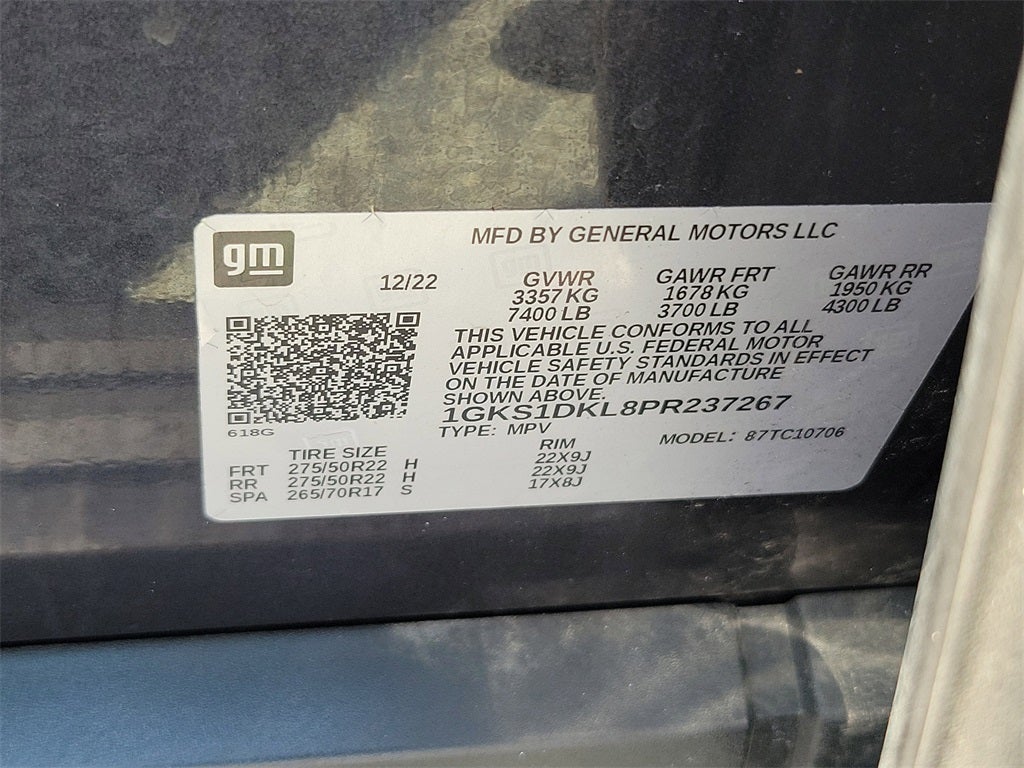 gm
MFD BY GENERAL MOTORS LLC
12/22
GVWR GAWR FRT GAWR RR
3357 KG 1678 KG 1950 KG
7400 LB 3700 LB 4300 LB
THIS VEHICLE CONFORMS TO ALL
APPLICABLE U.S. FEDERAL MOTOR
VEHICLE SAFETY STANDARDS IN EFFECT
ON THE DATE OF MANUFACTURE
SHOWN ABOVE.
1GKS1DKL8PR237267
618G
TYPE: MPV MODEL: 87TC10706
TIRE SIZE RIM
FRT 275/50R22 H 22X9J
RR 275/50R22 H 22X9J
SPA 265/70R17 S 17X8J